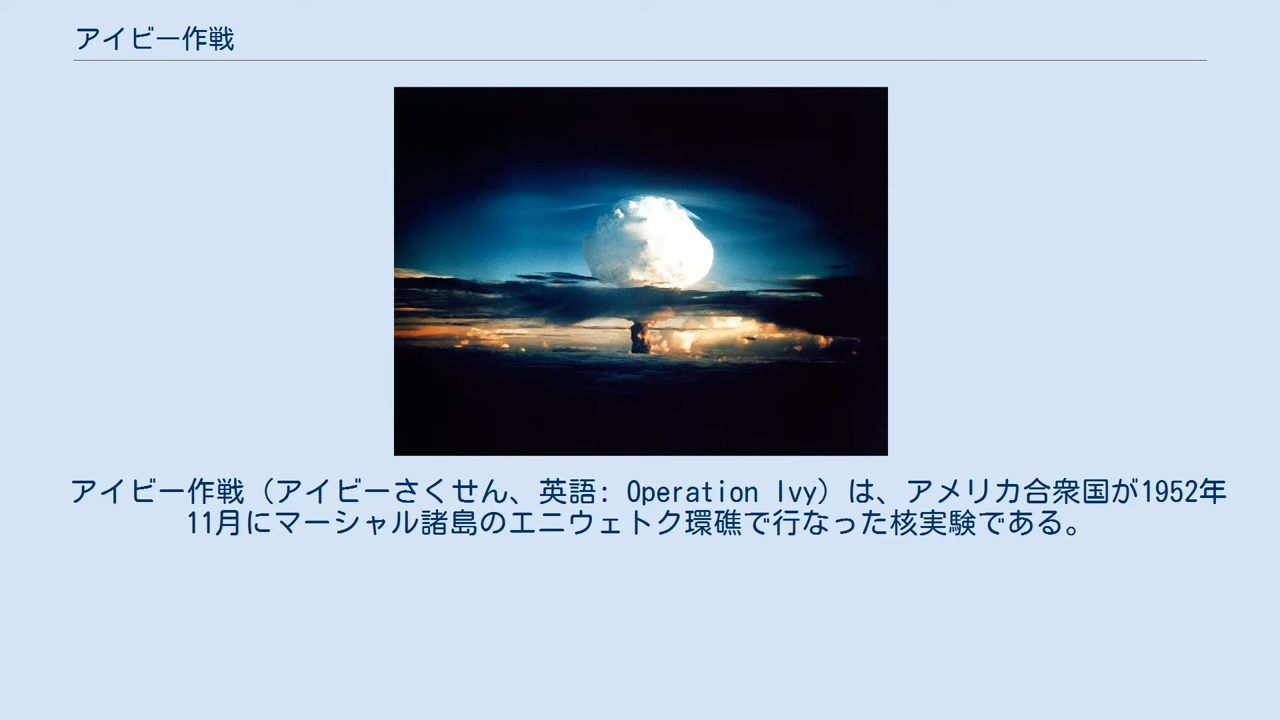 アイビー作戦
アイビー作戦（アイビーさくせん、英語: Operation Ivy）は、アメリカ合衆国が1952年
11月にマーシャル諸島のエニウェトク環礁で行なった核実験である。